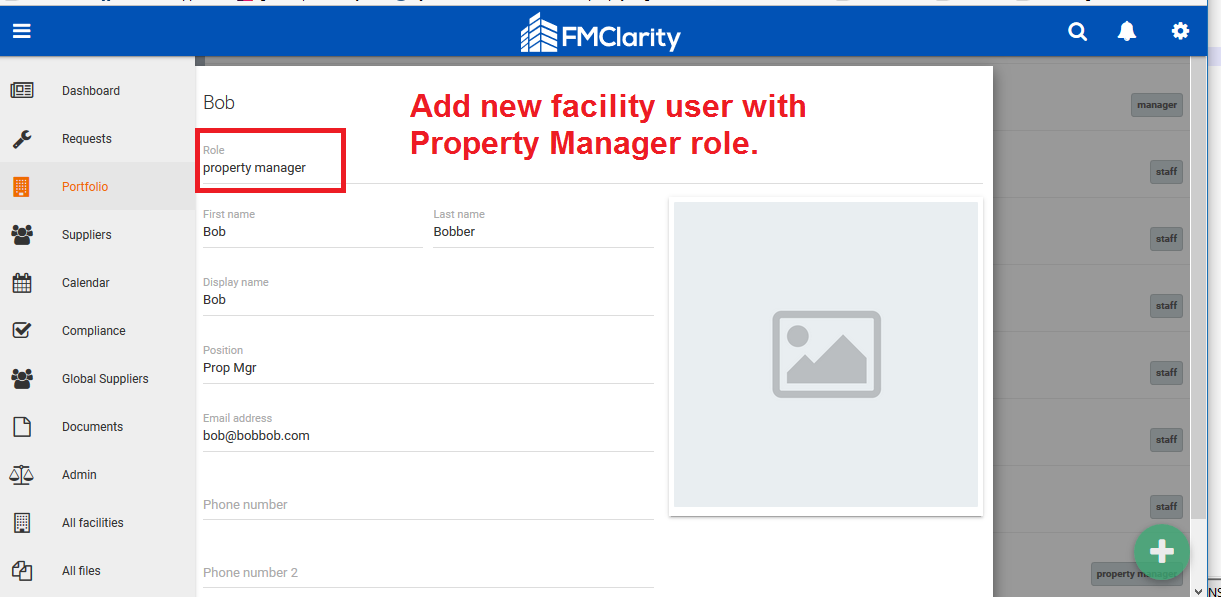 FMClarity
Dashboard
Requests
Portfolio
Suppliers
Calendar
Compliance
Global Suppliers
Documents
Admin
All facilities
All files
Bob
Add new facility user with
Property Manager role.
Role
property manager
First name
Last name
Bob
Bobber
Display name
Bob
Position
Prop Mgr
Email address
bob@bobbob.com
Phone number
Phone number 2
manager
staff
staff
staff
staff
staff
staff
property manager
NS